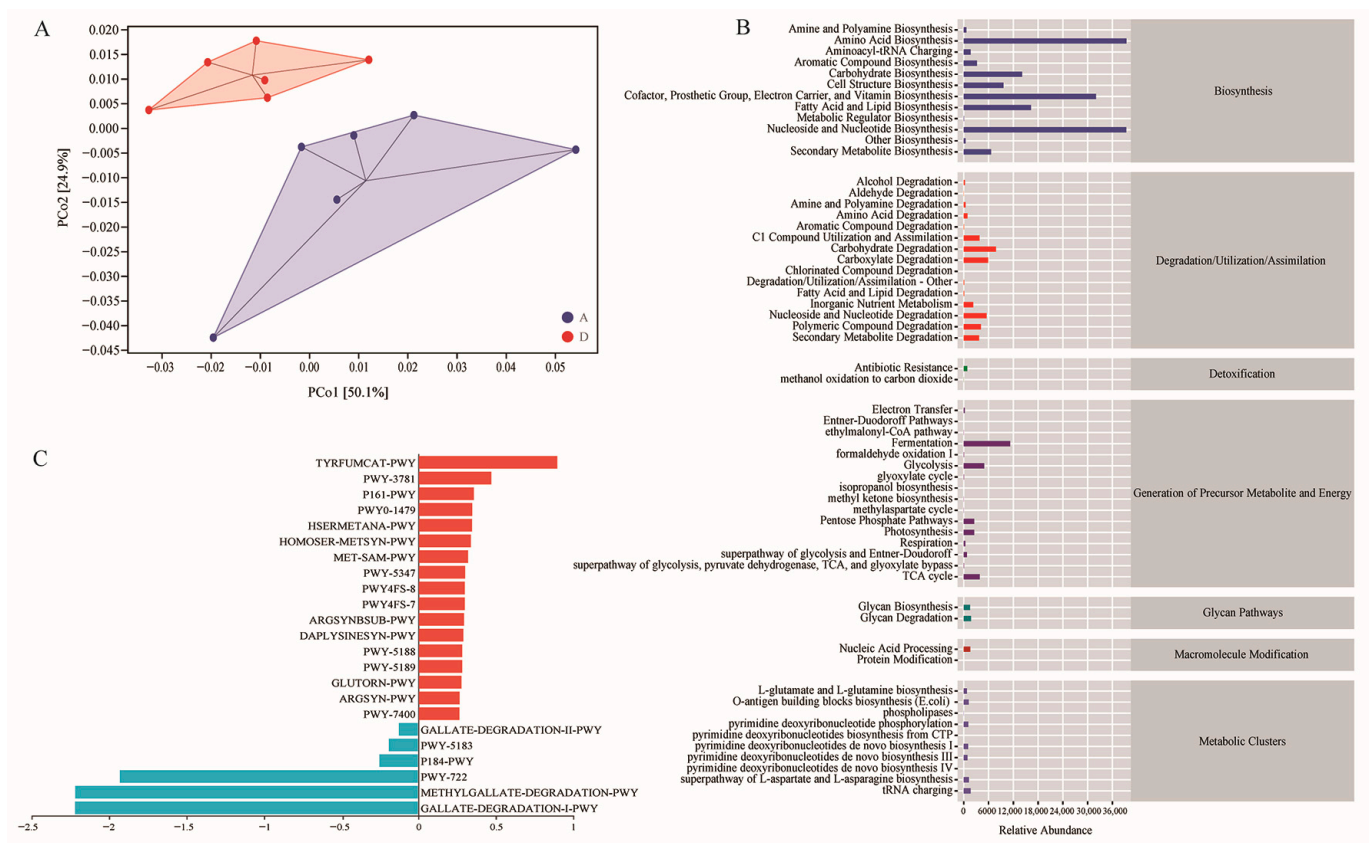 A
0.020
0.015
0.010
0.005
0.000
−0.005
−0.010
−0.015
−0.020
−0.025
−0.030
−0.035
−0.040
−0.045
PCo2 [24.9%]
−0.03
−0.02
−0.01
0.00
0.01
0.02
0.03
0.04
0.05
PCo1 [50.1%]
A
D
B
Amine and Polyamine Biosynthesis
Amino Acid Biosynthesis
Aminoacyl-tRNA Charging
Aromatic Compound Biosynthesis
Carbohydrate Biosynthesis
Cell Structure Biosynthesis
Cofactor, Prosthetic Group, Electron Carrier, and Vitamin Biosynthesis
Fatty Acid and Lipid Biosynthesis
Metabolic Regulator Biosynthesis
Nucleoside and Nucleotide Biosynthesis
Other Biosynthesis
Secondary Metabolite Biosynthesis
Biosynthesis
Alcohol Degradation
Aldehyde Degradation
Amine and Polyamine Degradation
Amino Acid Degradation
Aromatic Compound Degradation
C1 Compound Utilization and Assimilation
Carbohydrate Degradation
Carboxylate Degradation
Chlorinated Compound Degradation
Degradation/Utilization/Assimilation - Other
Fatty Acid and Lipid Degradation
Inorganic Nutrient Metabolism
Nucleoside and Nucleotide Degradation
Polymeric Compound Degradation
Secondary Metabolite Degradation
Degradation/Utilization/Assimilation
Antibiotic Resistance
methanol oxidation to carbon dioxide
Detoxification
Electron Transfer
Entner-Duodoroff Pathways
ethylmalonyl-CoA pathway
Fermentation
formaldehyde oxidation I
Glycolysis
glyoxylate cycle
isopropanol biosynthesis
methyl ketone biosynthesis
methylaspartate cycle
Pentose Phosphate Pathways
Photosynthesis
Respiration
superpathway of glycolysis and Entner-Doudoroff
superpathway of glycolysis, pyruvate dehydrogenase, TCA, and glyoxylate bypass
TCA cycle
Generation of Precursor Metabolite and Energy
Glycan Biosynthesis
Glycan Degradation
Glycan Pathways
Nucleic Acid Processing
Protein Modification
Macromolecule Modification
L-glutamate and L-glutamine biosynthesis
O-antigen building blocks biosynthesis (E.coli)
phospholipases
pyrimidine deoxyribonucleotide phosphorylation
pyrimidine deoxyribonucleotides biosynthesis from CTP
pyrimidine deoxyribonucleotides de novo biosynthesis I
pyrimidine deoxyribonucleotides de novo biosynthesis III
pyrimidine deoxyribonucleotides de novo biosynthesis IV
superpathway of L-aspartate and L-asparagine biosynthesis
tRNA charging
Metabolic Clusters
0 6000 12,000 18,000 24,000 30,000 36,000
Relative Abundance
C
TYRFUMCAT-PWY
PWY-3781
P161-PWY
PWY0-1479
HSERMETANA-PWY
HOMOSER-METSYN-PWY
MET-SAM-PWY
PWY-5347
PWY4FS-8
PWY4FS-7
ARGSYNBSUB-PWY
DAPLYSINESYN-PWY
PWY-5188
PWY-5189
GLUTORN-PWY
ARGSYN-PWY
PWY-7400
GALLATE-DEGRADATION-II-PWY
PWY-5183
P184-PWY
PWY-722
METHYLGALLATE-DEGRADATION-PWY
GALLATE-DEGRADATION-I-PWY
−2.5 −2 −1.5 −1 −0.5 0 0.5 1